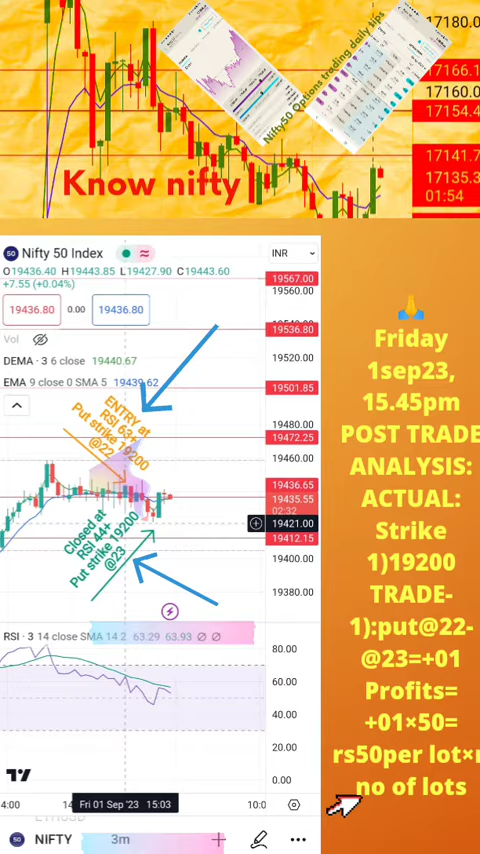 17180.0
17166.1
17160.0
17154.4
17141.7
17135.3
01:54
Nifty50 Options trading daily tips
Know nifty
50 Nifty 50 Index
INR
O19436.40 H19443.85 L19427.90 C19443.60
+7.55 (+0.04%)
19436.80 0.00 19436.80
Vol
DEMA · 3 6 close 19440.67
EMA 9 close 0 SMA 5 19439.62
19567.00
19560.00
19536.80
19520.00
19501.85
19480.00
19472.25
19460.00
19436.65
19435.55
02:32
19421.00
19412.15
19400.00
19380.00
ENTRY at
RSI 63+
Put strike 19200
@22
Closed at
RSI 44+
Put strike 19200
@23
RSI · 3 14 close SMA 14 2 63.29 63.93 ∅ ∅
80.00
60.00
40.00
20.00
0.00
4:00
Fri 01 Sep '23 15:03
10:0
50 NIFTY 3m
🙏
Friday
1sep23,
15.45pm
POST TRADE
ANALYSIS:
ACTUAL:
Strike
1)19200
TRADE-
1):put@22-
@23=+01
Profits=
+01×50=
rs50per lot×n
no of lots